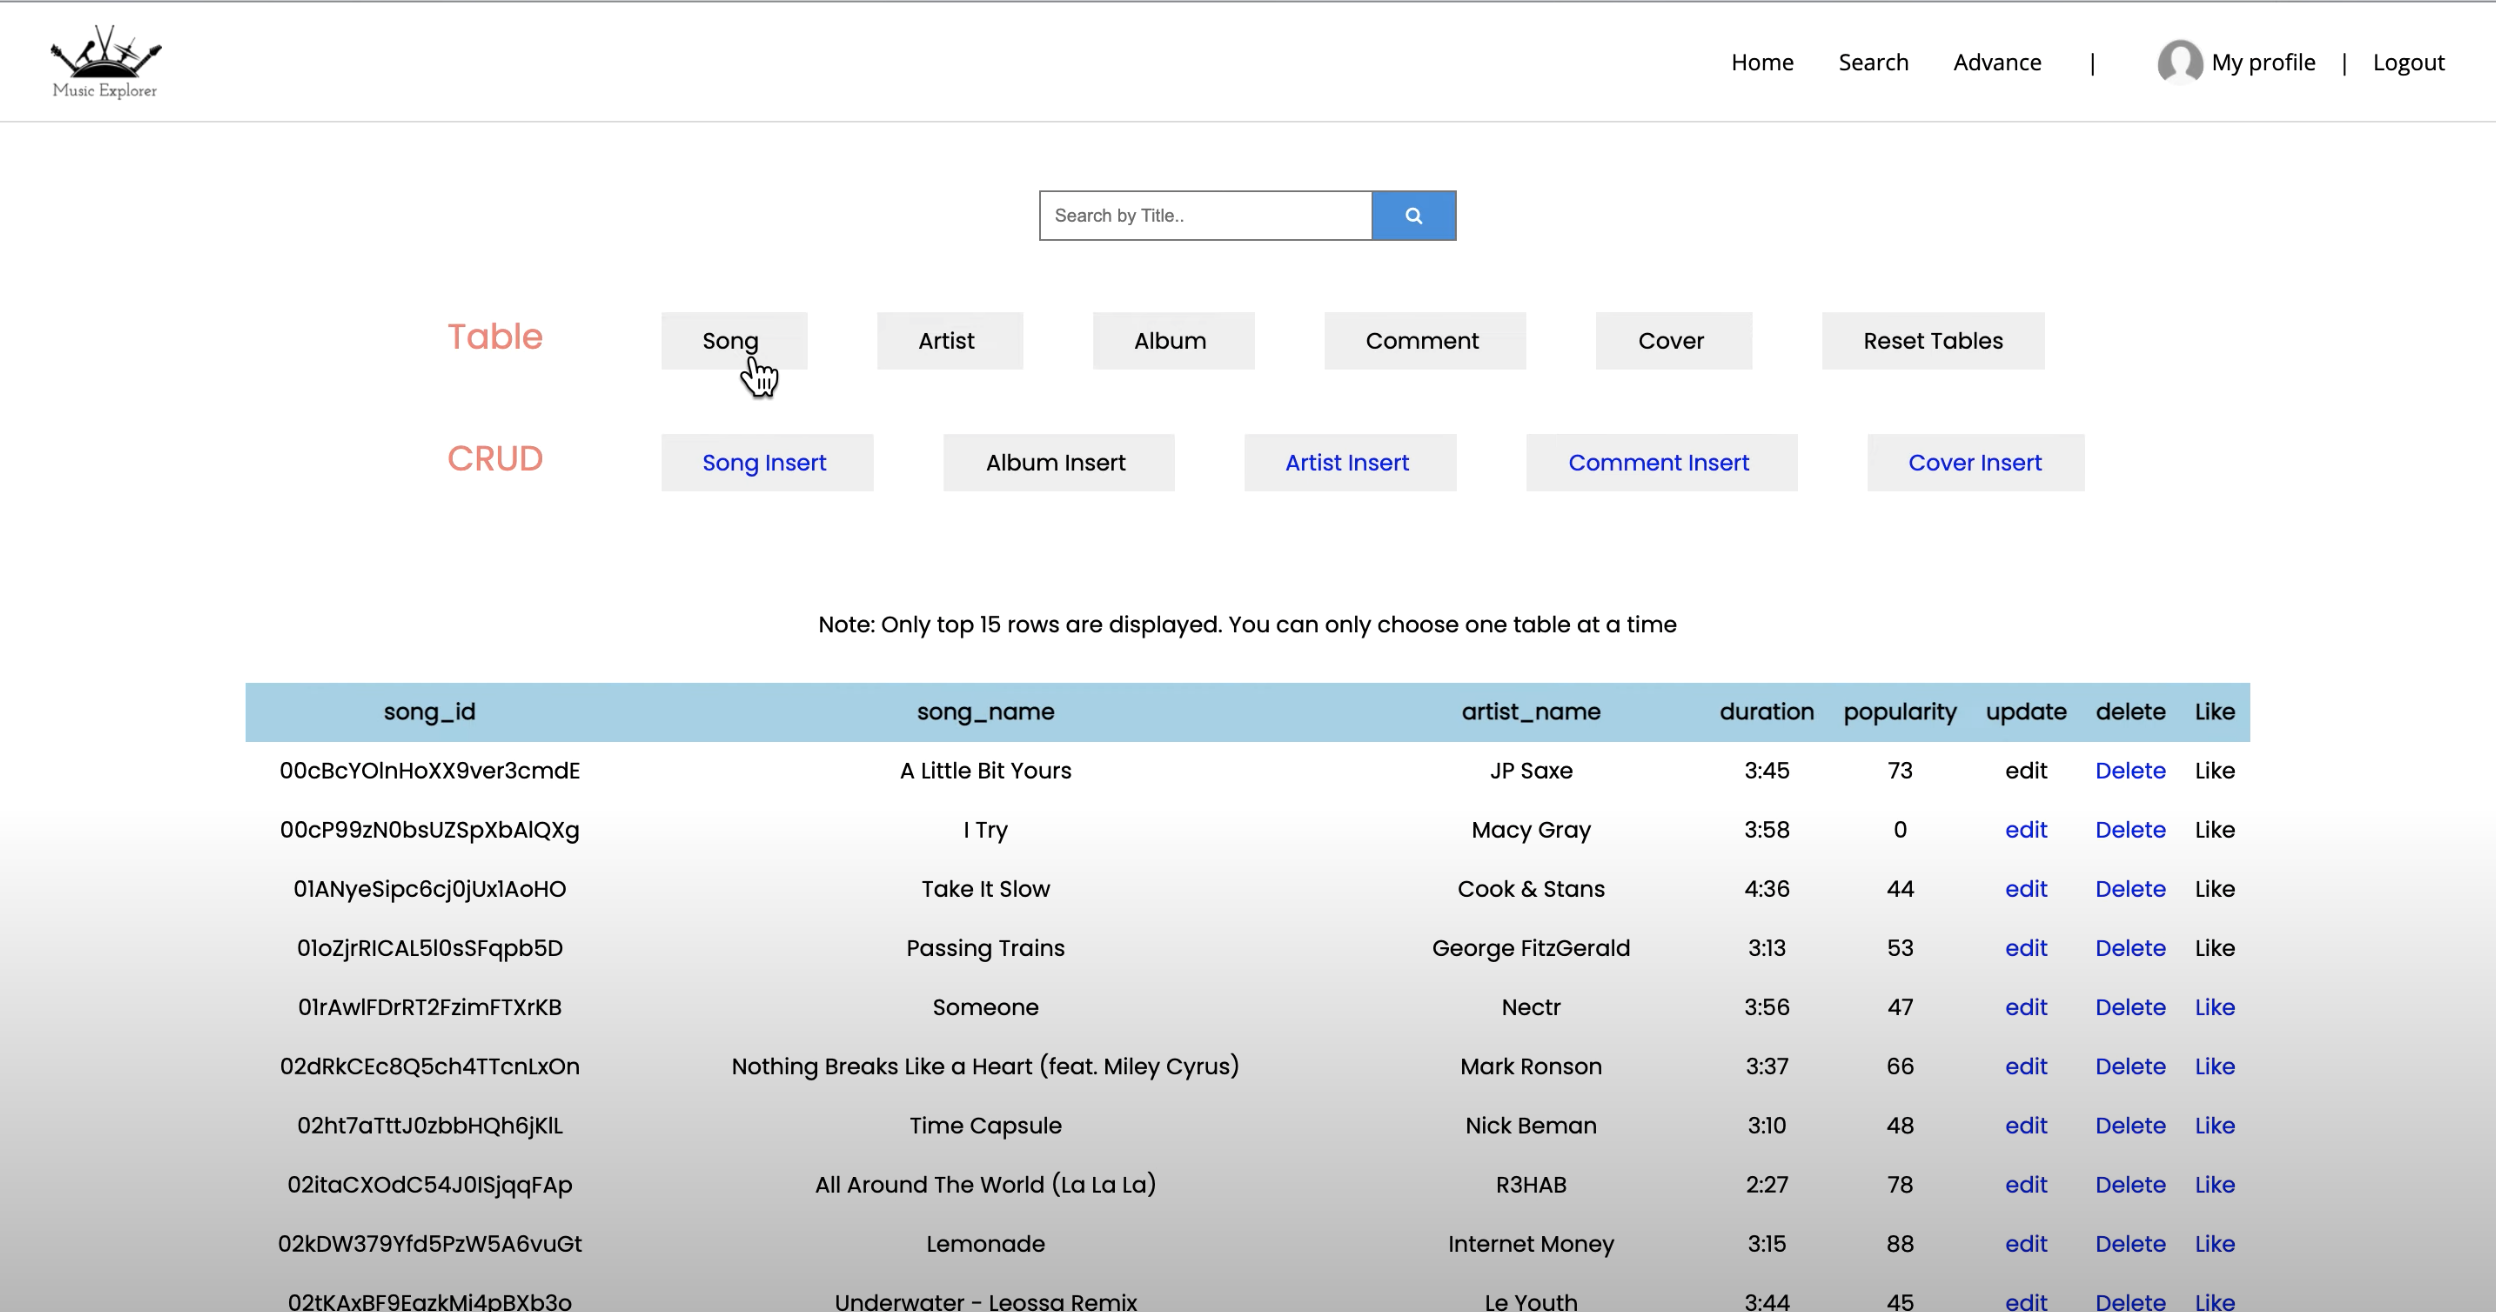 Music Explorer
Home Search Advance | My profile | Logout
Search by Title..
Table Song Artist Album Comment Cover Reset Tables
CRUD Song Insert Album Insert Artist Insert Comment Insert Cover Insert
Note: Only top 15 rows are displayed. You can only choose one table at a time
song_id song_name artist_name duration popularity update delete Like
00cBcYOlnHoXX9ver3cmdE A Little Bit Yours JP Saxe 3:45 73 edit Delete Like
00cP99zN0bsUZSpXbAlQXg I Try Macy Gray 3:58 0 edit Delete Like
01ANyeSipc6cj0jUx1AoHO Take It Slow Cook & Stans 4:36 44 edit Delete Like
01oZjrRICAL5l0sSFqpb5D Passing Trains George FitzGerald 3:13 53 edit Delete Like
01rAwlFDrRT2FzimFTXrKB Someone Nectr 3:56 47 edit Delete Like
02dRkCEc8Q5ch4TTcnLxOn Nothing Breaks Like a Heart (feat. Miley Cyrus) Mark Ronson 3:37 66 edit Delete Like
02ht7aTttJ0zbbHQh6jKlL Time Capsule Nick Beman 3:10 48 edit Delete Like
02itaCXOdC54J0ISjqqFAp All Around The World (La La La) R3HAB 2:27 78 edit Delete Like
02kDW379Yfd5PzW5A6vuGt Lemonade Internet Money 3:15 88 edit Delete Like
02tKAxBF9EazkMi4pBXb3o Underwater - Leossa Remix Le Youth 3:44 45 edit Delete Like